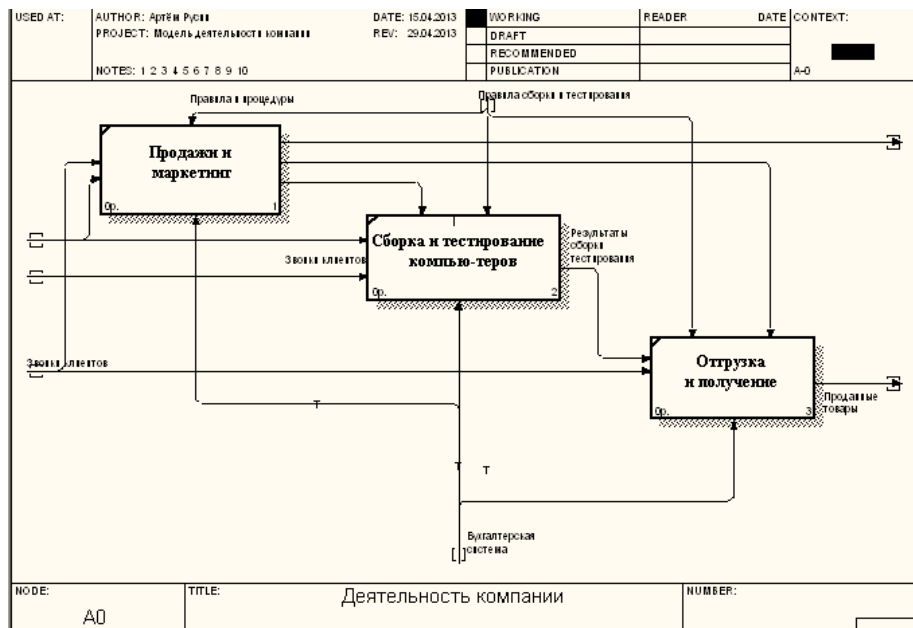 USED AT:
AUTHOR: Артём Русин
DATE: 15.04.2013
WORKING
READER
DATE
CONTEXT:
PROJECT: Модель деятельности компании
REV: 29.04.2013
DRAFT
RECOMMENDED
NOTES: 1 2 3 4 5 6 7 8 9 10
PUBLICATION
A-0
Правила и процедуры
Правила сборки и тестирования
Продажи и
маркетинг
0р.
1
Сборка и тестирование
компью-теров
0р.
2
Звонки клиентов
Результаты
сборки
тестирования
Звонки клиентов
Отгрузка
и получение
0р.
3
Проданные
товары
Бухгалтерская
система
NODE:
TITLE:
Деятельность компании
NUMBER:
A0